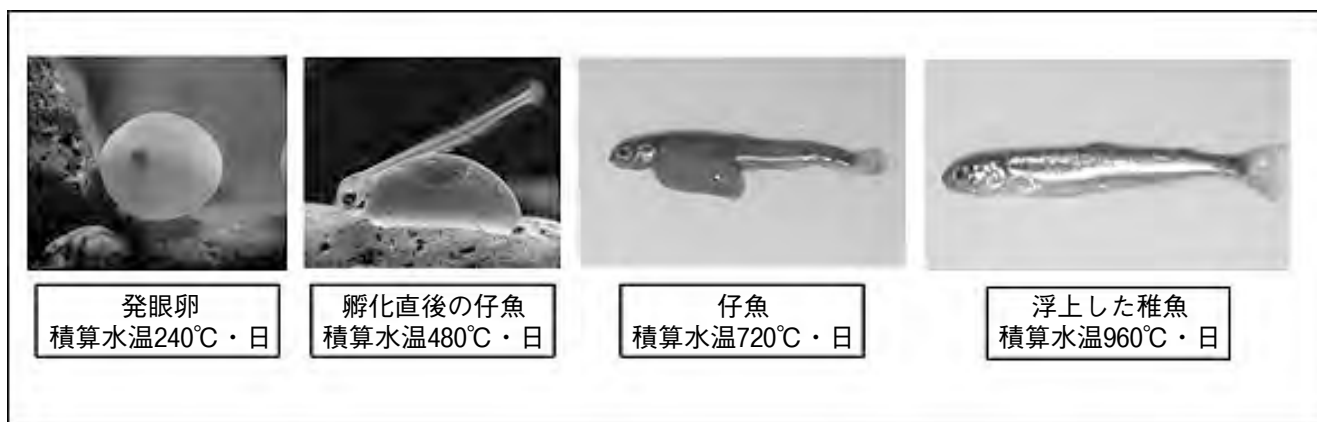 発眼卵
積算水温240℃・日
孵化直後の仔魚
積算水温480℃・日
仔魚
積算水温720℃・日
浮上した稚魚
積算水温960℃・日